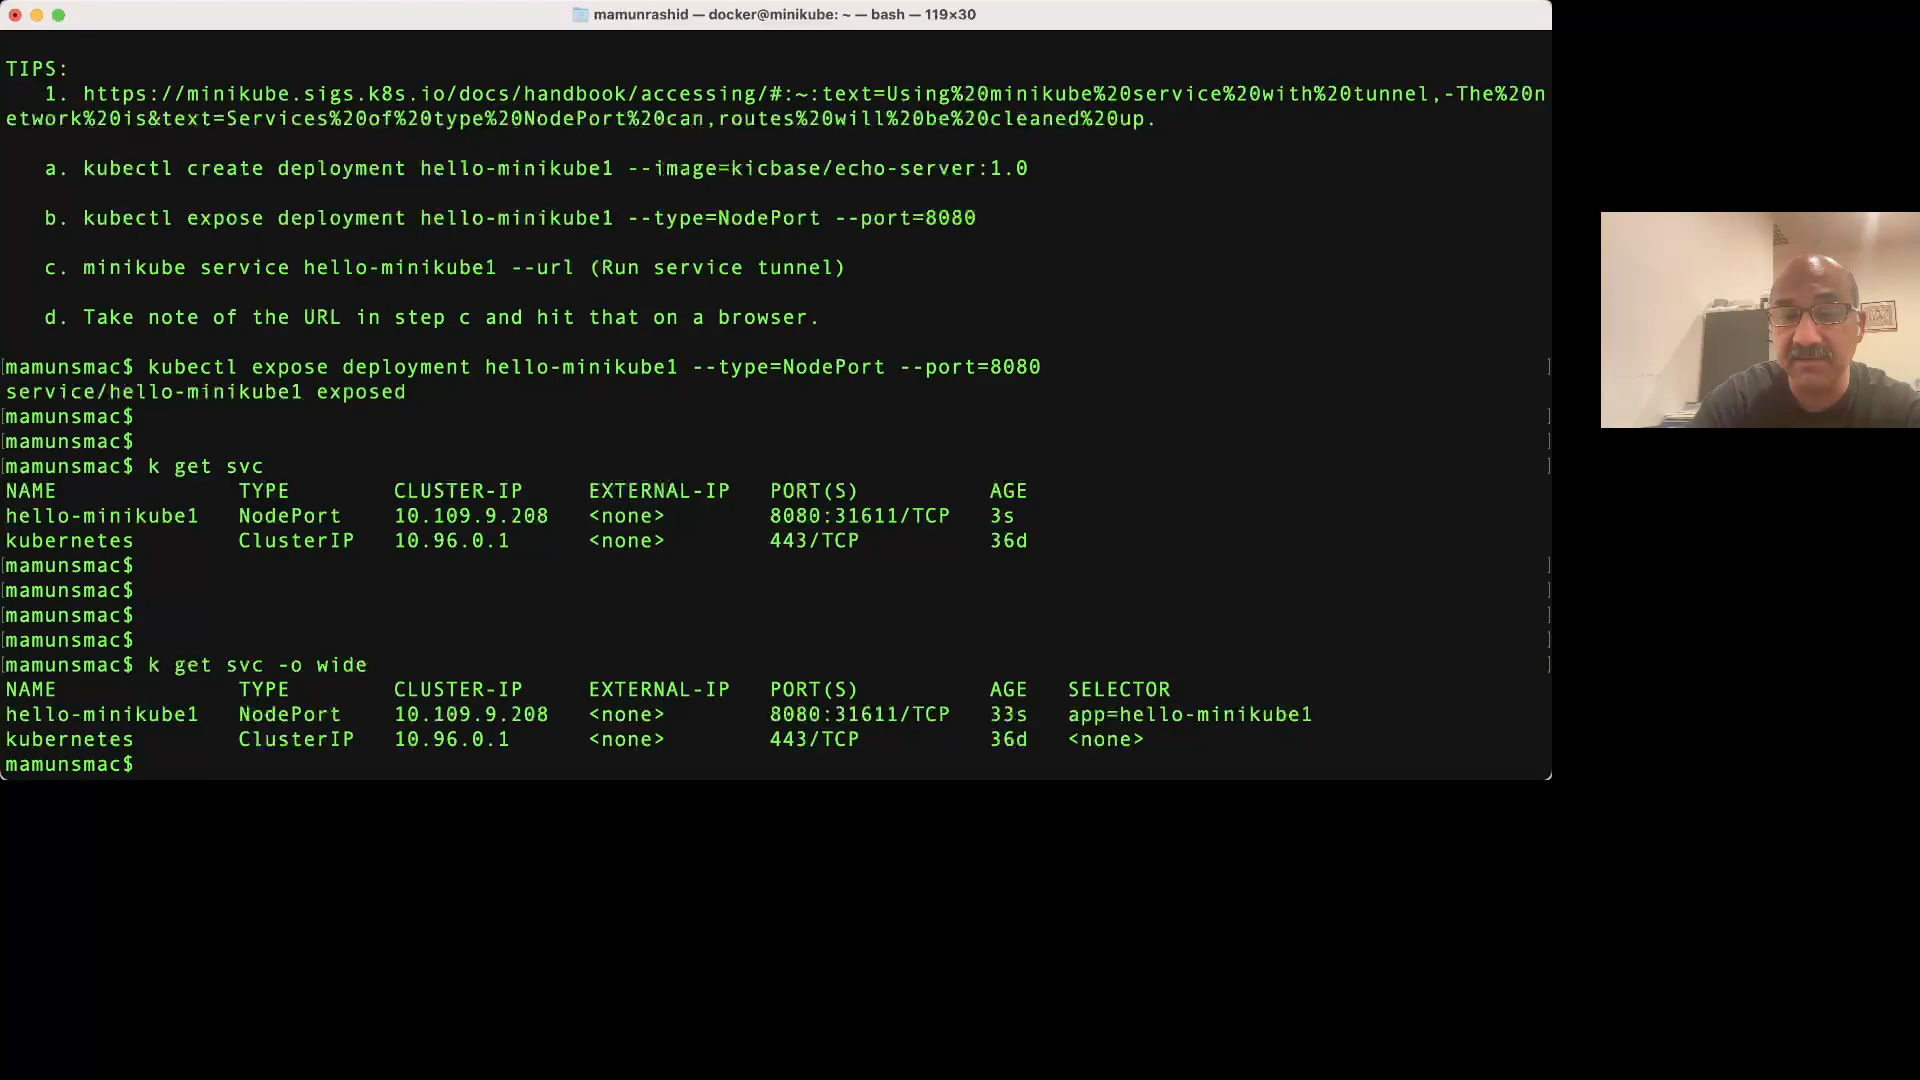 mamunrashid — docker@minikube: ~ — bash — 119×30
TIPS:
1. https://minikube.sigs.k8s.io/docs/handbook/accessing/#:~:text=Using%20minikube%20service%20with%20tunnel,-The%20n
etwork%20is&text=Services%20of%20type%20NodePort%20can,routes%20will%20be%20cleaned%20up.
a. kubectl create deployment hello-minikube1 --image=kicbase/echo-server:1.0
b. kubectl expose deployment hello-minikube1 --type=NodePort --port=8080
c. minikube service hello-minikube1 --url (Run service tunnel)
d. Take note of the URL in step c and hit that on a browser.
[mamunsmac$ kubectl expose deployment hello-minikube1 --type=NodePort --port=8080 ]
service/hello-minikube1 exposed
[mamunsmac$ ]
[mamunsmac$ ]
[mamunsmac$ k get svc ]
NAME TYPE CLUSTER-IP EXTERNAL-IP PORT(S) AGE
hello-minikube1 NodePort 10.109.9.208 <none> 8080:31611/TCP 3s
kubernetes ClusterIP 10.96.0.1 <none> 443/TCP 36d
[mamunsmac$ ]
[mamunsmac$ ]
[mamunsmac$ ]
[mamunsmac$ ]
[mamunsmac$ k get svc -o wide ]
NAME TYPE CLUSTER-IP EXTERNAL-IP PORT(S) AGE SELECTOR
hello-minikube1 NodePort 10.109.9.208 <none> 8080:31611/TCP 33s app=hello-minikube1
kubernetes ClusterIP 10.96.0.1 <none> 443/TCP 36d <none>
mamunsmac$